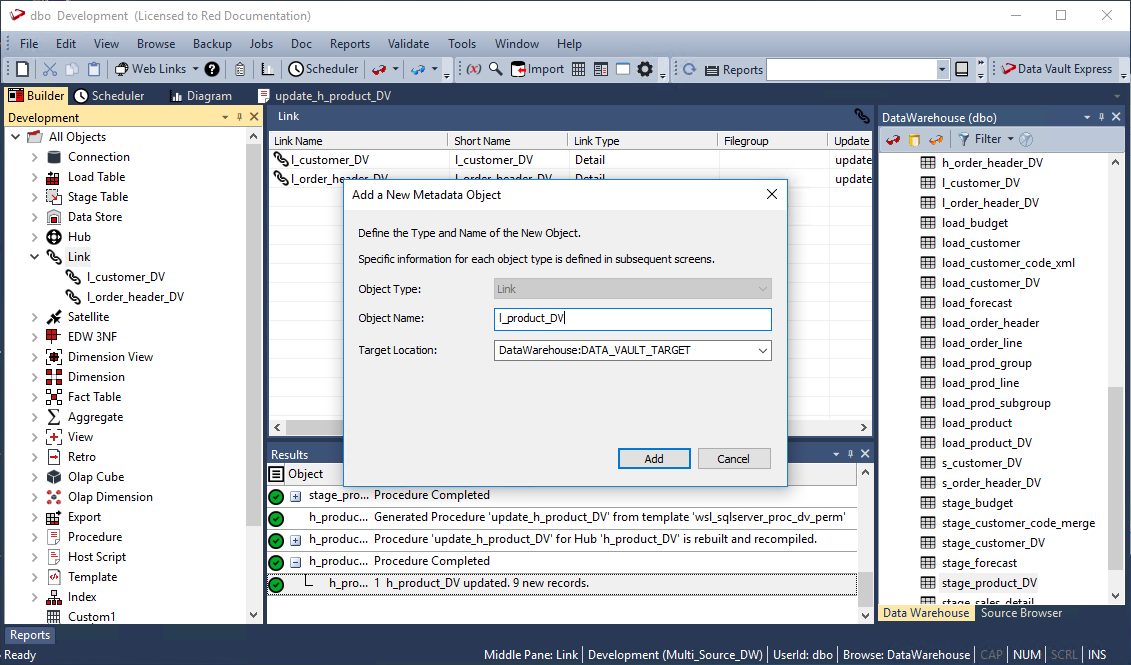 dbo Development (Licensed to Red Documentation)
File Edit View Browse Backup Jobs Doc Reports Validate Tools Window Help
Web Links Scheduler (x) Import Reports Data Vault Express
Builder Scheduler Diagram update_h_product_DV
Development
All Objects
Connection
Load Table
Stage Table
Data Store
Hub
Link
l_customer_DV
l_order_header_DV
Satellite
EDW 3NF
Dimension View
Dimension
Fact Table
Aggregate
View
Retro
Olap Cube
Olap Dimension
Export
Procedure
Host Script
Template
Index
Custom1
Link
Link Name Short Name Link Type Filegroup Update
l_customer_DV l_customer_DV Detail update
l_order_header_DV l_order_header_DV Detail update
Add a New Metadata Object
Define the Type and Name of the New Object.
Specific information for each object type is defined in subsequent screens.
Object Type: Link
Object Name: l_product_DV
Target Location: DataWarehouse:DATA_VAULT_TARGET
Add Cancel
Results
Object
stage_pro... Procedure Completed
h_produc... Generated Procedure 'update_h_product_DV' from template 'wsl_sqlserver_proc_dv_perm'
h_produc... Procedure 'update_h_product_DV' for Hub 'h_product_DV' is rebuilt and recompiled.
h_produc... Procedure Completed
h_pro... 1 h_product_DV updated. 9 new records.
DataWarehouse (dbo)
Filter
h_order_header_DV
l_customer_DV
l_order_header_DV
load_budget
load_customer
load_customer_code_xml
load_customer_DV
load_forecast
load_order_header
load_order_line
load_prod_group
load_prod_line
load_prod_subgroup
load_product
load_product_DV
s_customer_DV
s_order_header_DV
stage_budget
stage_customer_code_merge
stage_customer_DV
stage_forecast
stage_product_DV
stage_sales_detail
Data Warehouse Source Browser
Reports
Ready Middle Pane: Link Development (Multi_Source_DW) UserId: dbo Browse: DataWarehouse CAP NUM SCRL INS